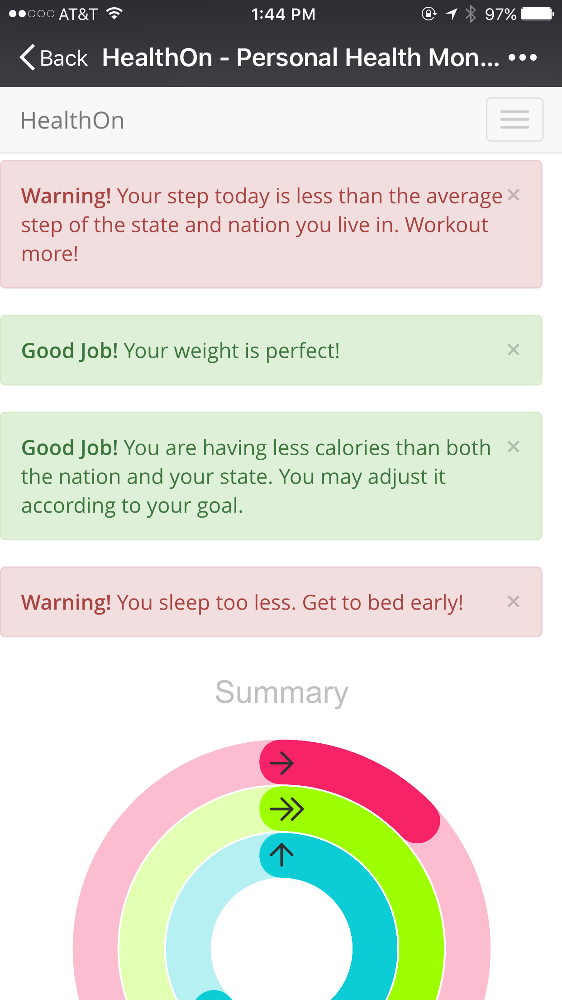 AT&T 1:44 PM 97%
Back HealthOn - Personal Health Mon...
HealthOn
Warning! Your step today is less than the average ×
step of the state and nation you live in. Workout
more!
Good Job! Your weight is perfect! ×
Good Job! You are having less calories than both ×
the nation and your state. You may adjust it
according to your goal.
Warning! You sleep too less. Get to bed early! ×
Summary